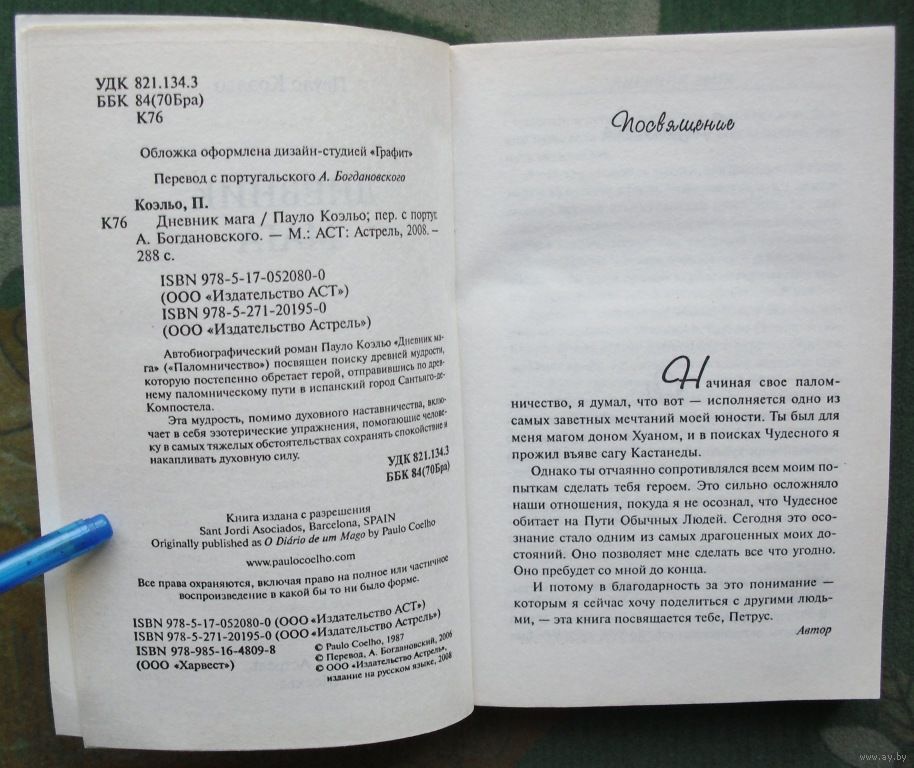 УДК 821.134.3
ББК 84(70Бра)
К76
Обложка оформлена дизайн-студией «Графит»
Перевод с португальского А. Богдановского
Коэльо, П.
К76 Дневник мага / Пауло Коэльо; пер. с португ.
А. Богдановского. — М.: АСТ: Астрель, 2008. –
288 с.
ISBN 978-5-17-052080-0
(ООО «Издательство АСТ»)
ISBN 978-5-271-20195-0
(ООО «Издательство Астрель»)
Автобиографический роман Пауло Коэльо «Дневник ма-
га» («Паломничество») посвящен поиску древней мудрости,
которую постепенно обретает герой, отправившись по древ-
нему паломническому пути в испанский город Сантьяго-де-
Компостела.
Эта мудрость, помимо духовного наставничества, вклю-
чает в себя эзотерические упражнения, помогающие челове-
ку в самых тяжелых обстоятельствах сохранять спокойствие и
накапливать духовную силу.
УДК 821.134.3
ББК 84(70Бра)
Книга издана с разрешения
Sant Jordi Asociados, Barcelona, SPAIN
Originally published as O Diário de um Mago by Paulo Coelho
www.paulocoelho.com
Все права охраняются, включая право на полное или частичное
воспроизведение в какой бы то ни было форме.
ISBN 978-5-17-052080-0 (ООО «Издательство АСТ»)
ISBN 978-5-271-20195-0 (ООО «Издательство Астрель»)
ISBN 978-985-16-4809-8
(ООО «Харвест»)
© Paulo Coelho, 1987
© Перевод, А. Богдановский, 2006
© ООО «Издательство Астрель»,
издание на русском языке, 2008
Посвящение
Начиная свое палом-
ничество, я думал, что вот — исполняется одно из
самых заветных мечтаний моей юности. Ты был для
меня магом доном Хуаном, и в поисках Чудесного я
прожил въяве сагу Кастанеды.
Однако ты отчаянно сопротивлялся всем моим по-
пыткам сделать тебя героем. Это сильно осложняло
наши отношения, покуда я не осознал, что Чудесное
обитает на Пути Обычных Людей. Сегодня это осо-
знание стало одним из самых драгоценных моих до-
стояний. Оно позволяет мне сделать все что угодно.
Оно пребудет со мной до конца.
И потому в благодарность за это понимание —
которым я сейчас хочу поделиться с другими людь-
ми, — эта книга посвящается тебе, Петрус.
Автор
www.ay.by